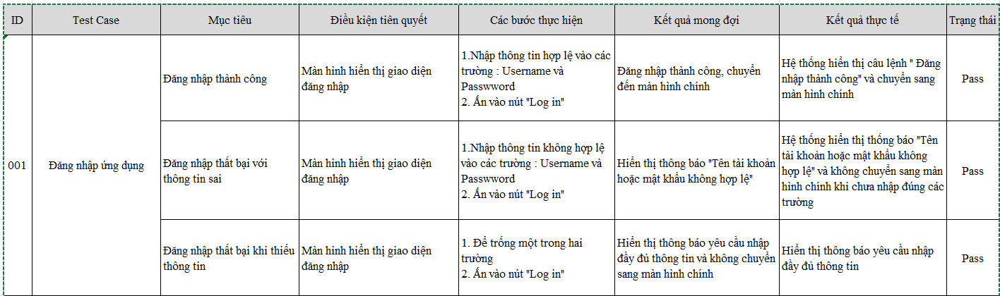 ID Test Case Mục tiêu Điều kiện tiên quyết Các bước thực hiện Kết quả mong đợi Kết quả thực tế Trạng thái
001
Đăng nhập ứng dụng
Đăng nhập thành công
Màn hình hiển thị giao diện
đăng nhập
1.Nhập thông tin hợp lệ vào các
trường : Username và
Passwword
2. Ấn vào nút "Log in"
Đăng nhập thành công, chuyển
đến màn hình chính
Hệ thống hiển thị câu lệnh " Đăng
nhập thành công" và chuyển sang
màn hình chính
Pass
Đăng nhập thất bại với
thông tin sai
Màn hình hiển thị giao diện
đăng nhập
1.Nhập thông tin không hợp lệ
vào các trường : Username và
Passwword
2. Ấn vào nút "Log in"
Hiển thị thông báo "Tên tài khoản
hoặc mật khẩu không hợp lệ"
Hệ thống hiển thị thống báo "Tên
tài khoản hoặc mật khẩu không
hợp lệ" và không chuyển sang màn
hình chính khi chưa nhập đúng các
trường
Pass
Đăng nhập thất bại khi thiếu
thông tin
Màn hình hiển thị giao diện
đăng nhập
1. Để trống một trong hai
trường
2. Ấn vào nút "Log in"
Hiển thị thông báo yêu cầu nhập
đầy đủ thông tin và không chuyển
sang màn hình chính
Hiển thị thông báo yêu cầu nhập
đầy đủ thông tin
Pass